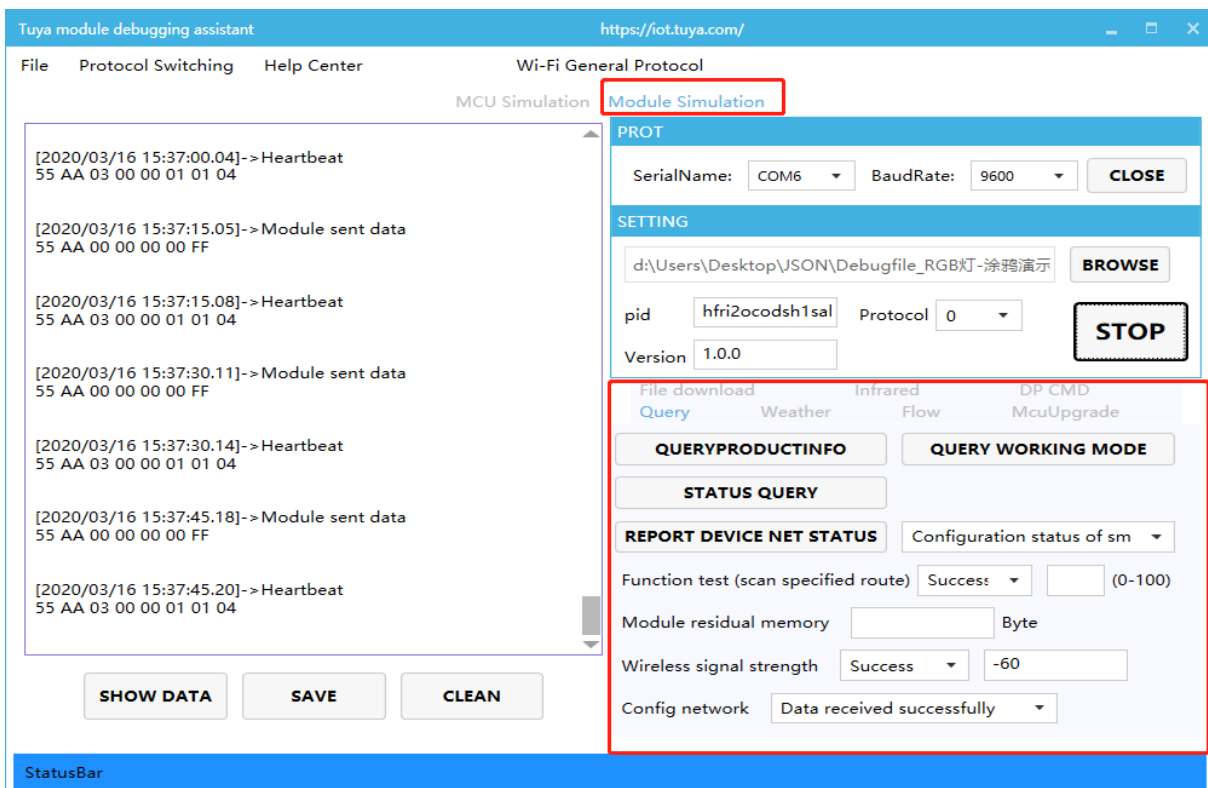 Tuya module debugging assistant https://iot.tuya.com/
File Protocol Switching Help Center Wi-Fi General Protocol
MCU Simulation Module Simulation
[2020/03/16 15:37:00.04]->Heartbeat
55 AA 03 00 00 01 01 04
[2020/03/16 15:37:15.05]->Module sent data
55 AA 00 00 00 00 FF
[2020/03/16 15:37:15.08]->Heartbeat
55 AA 03 00 00 01 01 04
[2020/03/16 15:37:30.11]->Module sent data
55 AA 00 00 00 00 FF
[2020/03/16 15:37:30.14]->Heartbeat
55 AA 03 00 00 01 01 04
[2020/03/16 15:37:45.18]->Module sent data
55 AA 00 00 00 00 FF
[2020/03/16 15:37:45.20]->Heartbeat
55 AA 03 00 00 01 01 04
SHOW DATA SAVE CLEAN
PROT
SerialName: COM6 BaudRate: 9600 CLOSE
SETTING
d:\Users\Desktop\JSON\Debugfile_RGB灯-涂鸦演示 BROWSE
pid hfri2ocodsh1sal Protocol 0
STOP
Version 1.0.0
File download Infrared DP CMD
Query Weather Flow McuUpgrade
QUERYPRODUCTINFO QUERY WORKING MODE
STATUS QUERY
REPORT DEVICE NET STATUS Configuration status of sm
Function test (scan specified route) Success (0-100)
Module residual memory Byte
Wireless signal strength Success -60
Config network Data received successfully
StatusBar